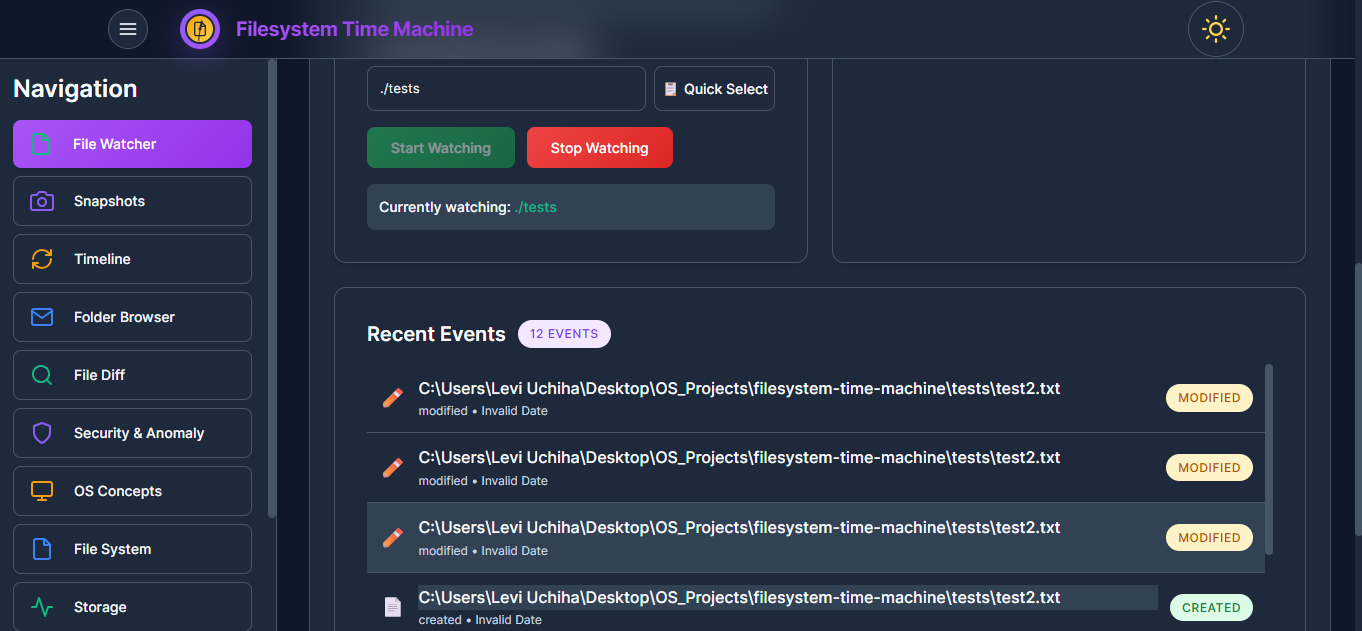 Filesystem Time Machine
Navigation
File Watcher
Snapshots
Timeline
Folder Browser
File Diff
Security & Anomaly
OS Concepts
File System
Storage
./tests
Quick Select
Start Watching
Stop Watching
Currently watching: ./tests
Recent Events
12 EVENTS
C:\Users\Levi Uchiha\Desktop\OS_Projects\filesystem-time-machine\tests\test2.txt
modified • Invalid Date
MODIFIED
C:\Users\Levi Uchiha\Desktop\OS_Projects\filesystem-time-machine\tests\test2.txt
modified • Invalid Date
MODIFIED
C:\Users\Levi Uchiha\Desktop\OS_Projects\filesystem-time-machine\tests\test2.txt
modified • Invalid Date
MODIFIED
C:\Users\Levi Uchiha\Desktop\OS_Projects\filesystem-time-machine\tests\test2.txt
created • Invalid Date
CREATED